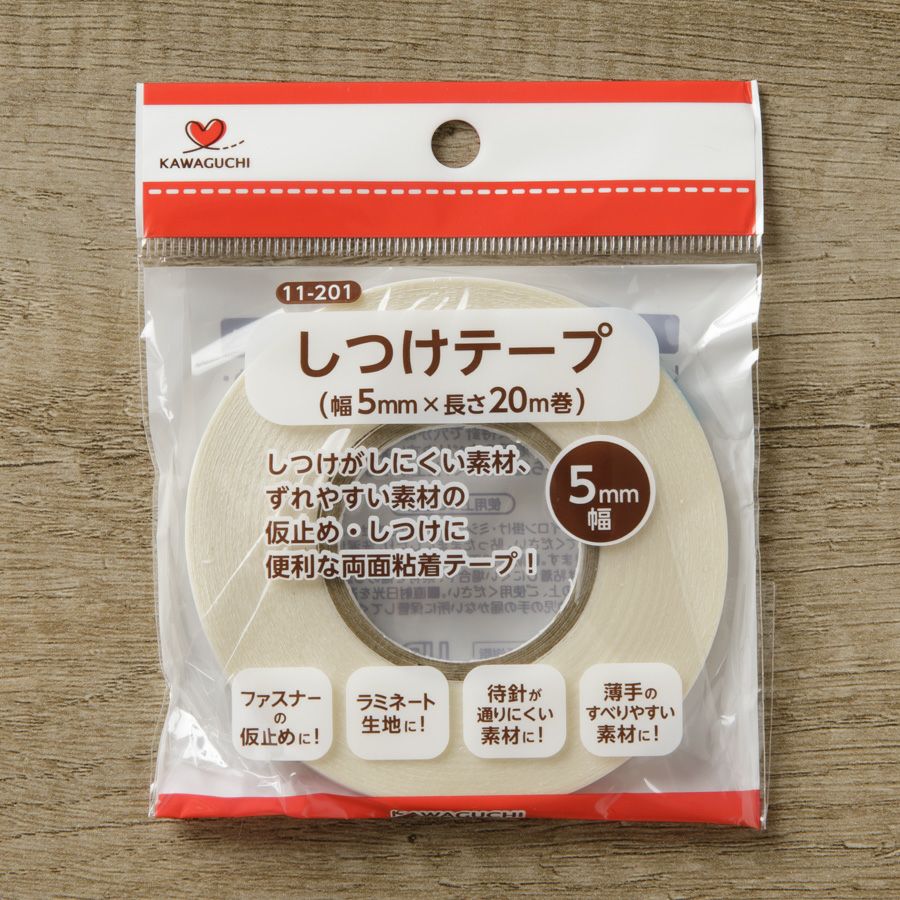 KAWAGUCHI
11-201
しつけテープ
(幅5mm×長さ20m巻)
しつけがしにくい素材、
ずれやすい素材の
仮止め・しつけに
便利な両面粘着テープ!
5mm
幅
ファスナー
の
仮止めに!
ラミネート
生地に!
待針が
通りにくい
素材に!
薄手の
すべりやすい
素材に!
KAWAGUCHI